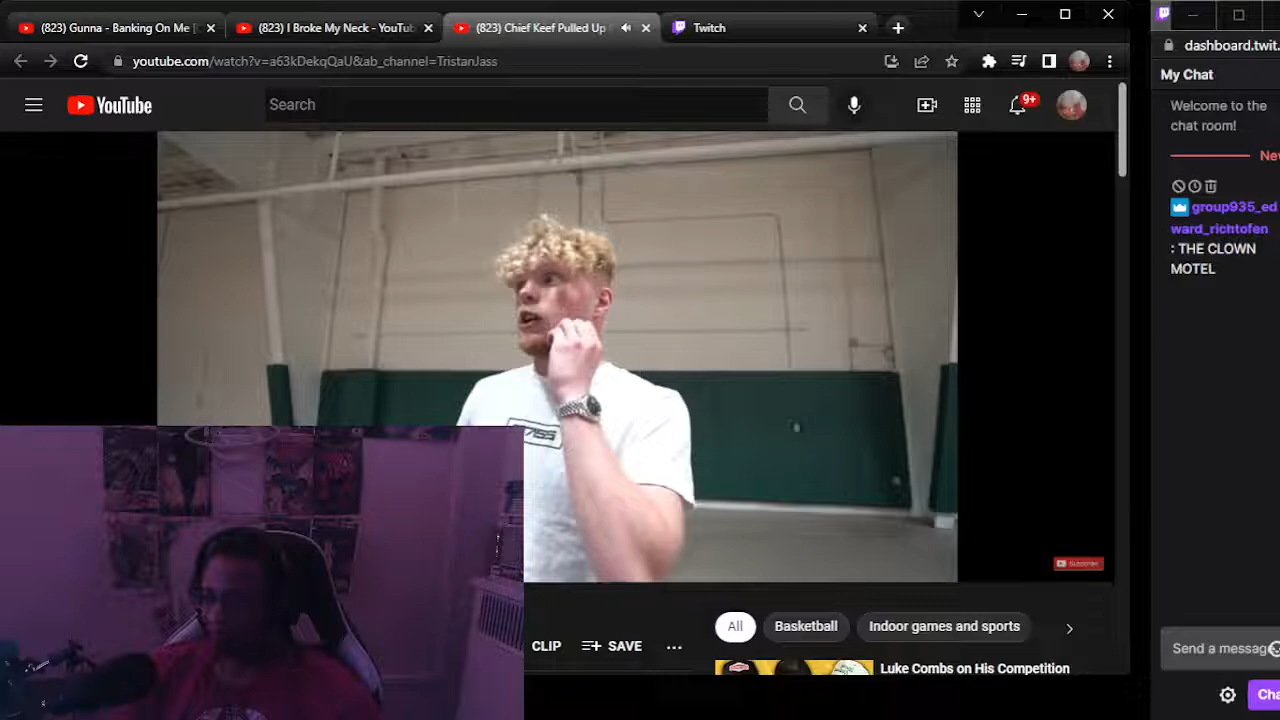 (823) Gunna - Banking On Me [
(823) I Broke My Neck - YouTub
(823) Chief Keef Pulled Up
Twitch
youtube.com/watch?v=a63kDekqQaU&ab_channel=TristanJass
dashboard.twit.
YouTube
Search
9+
My Chat
Welcome to the
chat room!
Ne
group935_ed
ward_richtofen
: THE CLOWN
MOTEL
Subscribe
All
Basketball
Indoor games and sports
CLIP
SAVE
Luke Combs on His Competition
Send a messag
Cha